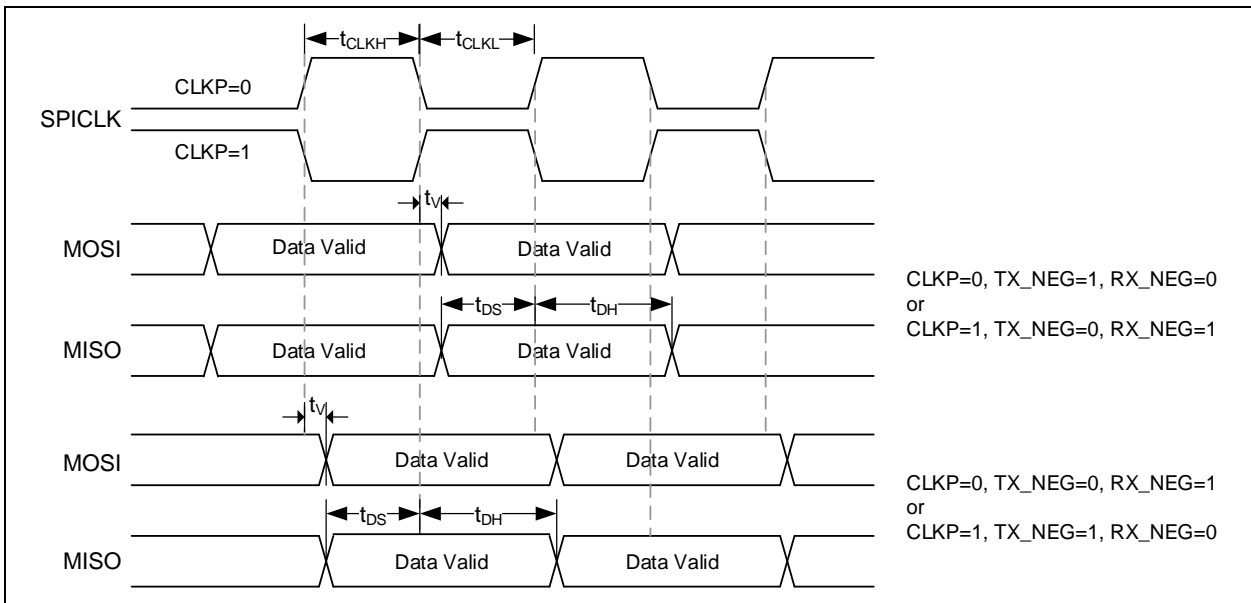 tCLKH tCLKL
CLKP=0
SPICLK
CLKP=1
tV
MOSI Data Valid Data Valid
CLKP=0, TX_NEG=1, RX_NEG=0
or
CLKP=1, TX_NEG=0, RX_NEG=1
tDS tDH
MISO Data Valid Data Valid
tV
MOSI Data Valid Data Valid
CLKP=0, TX_NEG=0, RX_NEG=1
or
CLKP=1, TX_NEG=1, RX_NEG=0
tDS tDH
MISO Data Valid Data Valid